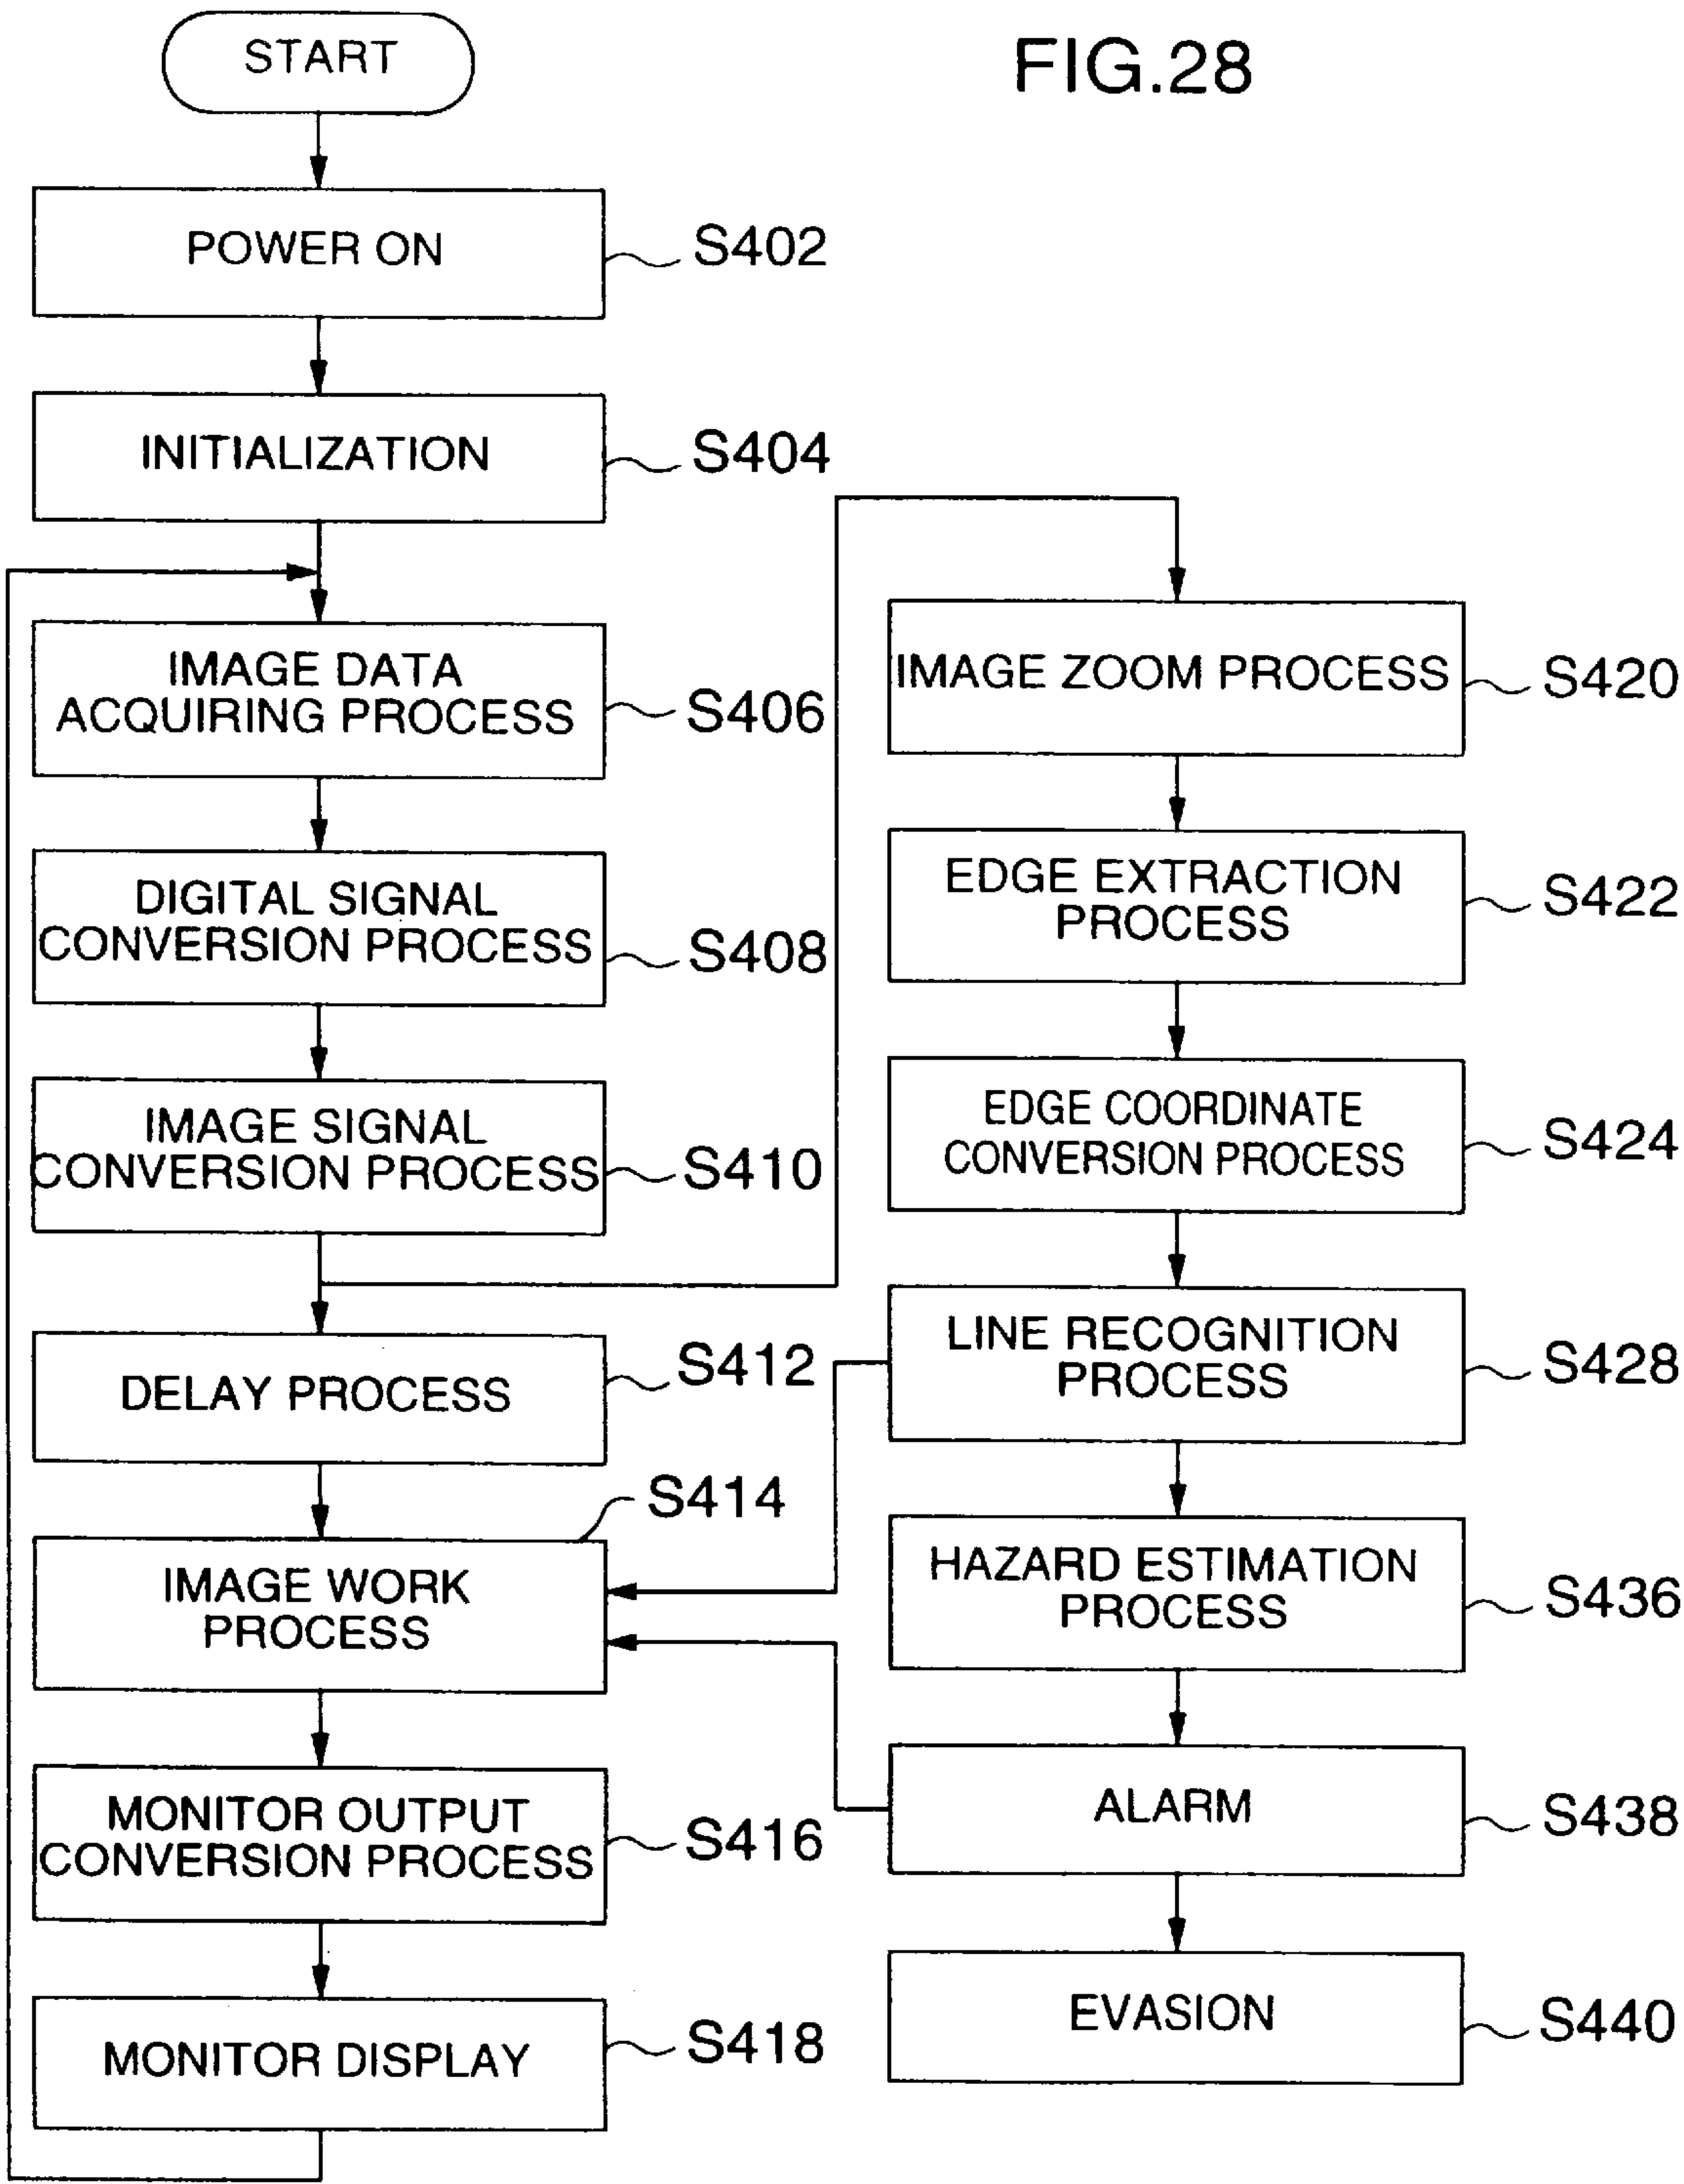 FIG.28
START
POWER ON
S402
INITIALIZATION
S404
IMAGE DATA
ACQUIRING PROCESS
S406
DIGITAL SIGNAL
CONVERSION PROCESS
S408
IMAGE SIGNAL
CONVERSION PROCESS
S410
DELAY PROCESS
S412
S414
IMAGE WORK
PROCESS
MONITOR OUTPUT
CONVERSION PROCESS
S416
MONITOR DISPLAY
S418
IMAGE ZOOM PROCESS
S420
EDGE EXTRACTION
PROCESS
S422
EDGE COORDINATE
CONVERSION PROCESS
S424
LINE RECOGNITION
PROCESS
S428
HAZARD ESTIMATION
PROCESS
S436
ALARM
S438
EVASION
S440